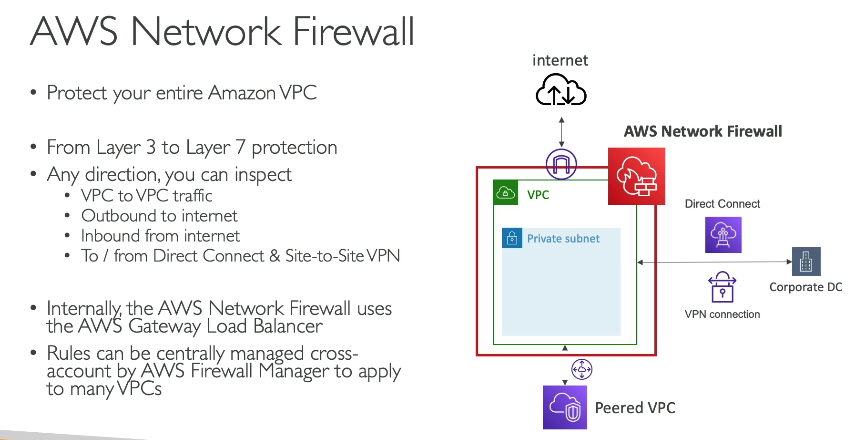 AWS Network Firewall
• Protect your entire Amazon VPC
• From Layer 3 to Layer 7 protection
• Any direction, you can inspect
• VPC to VPC traffic
• Outbound to internet
• Inbound from internet
• To / from Direct Connect & Site-to-Site VPN
• Internally, the AWS Network Firewall uses
the AWS Gateway Load Balancer
• Rules can be centrally managed cross-
account by AWS Firewall Manager to apply
to many VPCs
internet
AWS Network Firewall
VPC
Private subnet
Direct Connect
Corporate DC
VPN connection
Peered VPC